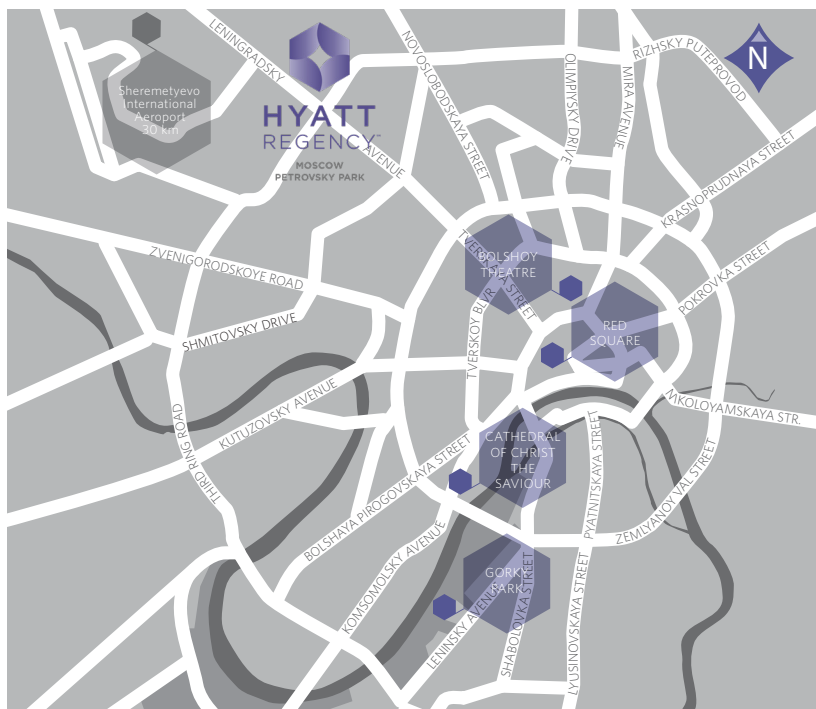 LENINGRADSKY
AVENUE
NOVOSLOBODSKAYA STREET
OLIMPIYSKY DRIVE
MIRA AVENUE
RIZHSKY PUTEPROVOD
N
Sheremetyevo
International
Aeroport
30 km
HYATT
REGENCY™
MOSCOW
PETROVSKY PARK
KRASNOPRUDNAYA STREET
ZVENIGORODSKOYE ROAD
TVERSKAYA STREET
BOLSHOY
THEATRE
POKROVKA STREET
SHMITOVSKY DRIVE
TVERSKOY BLVR
RED
SQUARE
KUTUZOVSKY AVENUE
MKOLOYAMSKAYA STR.
THIRD RING ROAD
CATHEDRAL
OF CHRIST
THE
SAVIOUR
BOLSHAYA PIROGOVSKAYA STREET
PYATNITSKAYA STREET
ZEMLYANOY VAL STREET
KOMSOMOLSKY AVENUE
GORKY
PARK
LENINSKY AVENUE
SHABOLOVKA STREET
LYUSINOVSKAYA STREET